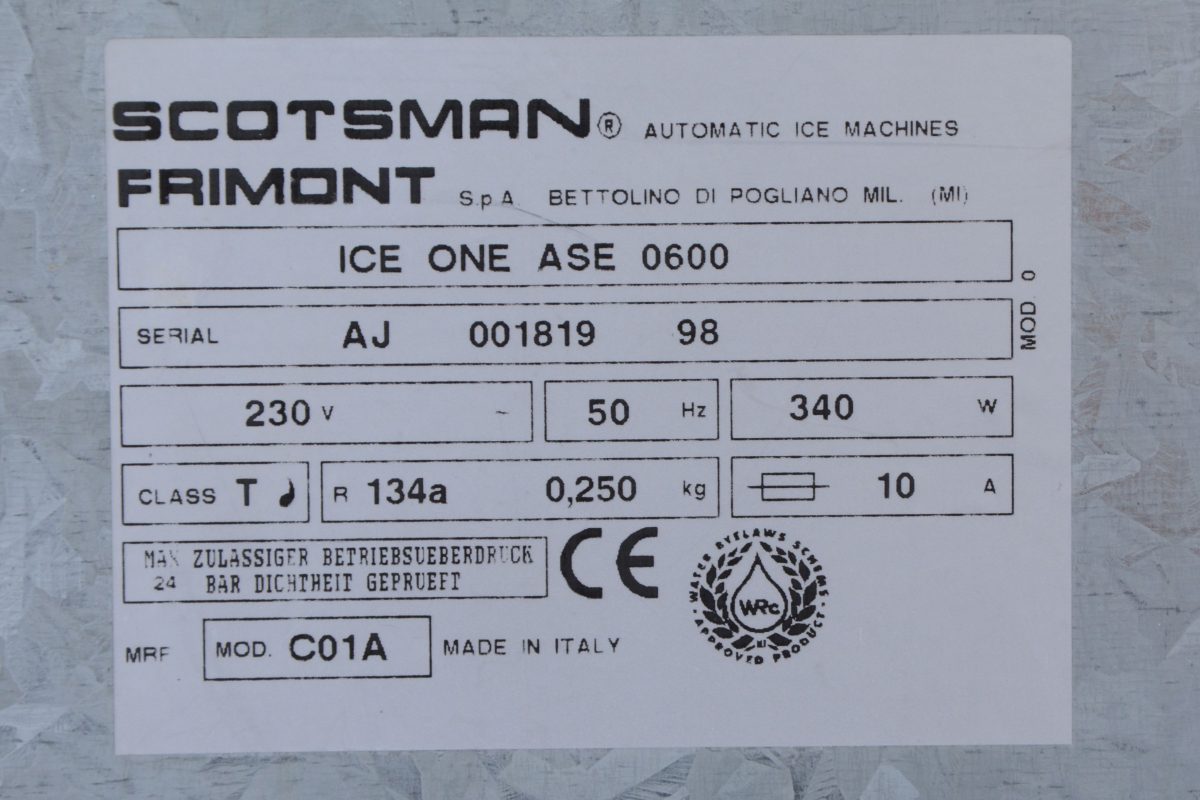 SCOTSMAN® AUTOMATIC ICE MACHINES
FRIMONT S.p.A. BETTOLINO DI POGLIANO MIL. (MI)
ICE ONE ASE 0600
MOD. 0
SERIAL AJ 001819 98
230 V ~ 50 Hz 340 W
CLASS T R 134a 0,250 kg 10 A
MAX ZULASSIGER BETRIEBSUEBERDRUCK
24 BAR DICHTHEIT GEPRUEFT
CE
WATER BYELAWS SCHEME
WRc
APPROVED PRODUCT
MRF MOD. C01A MADE IN ITALY